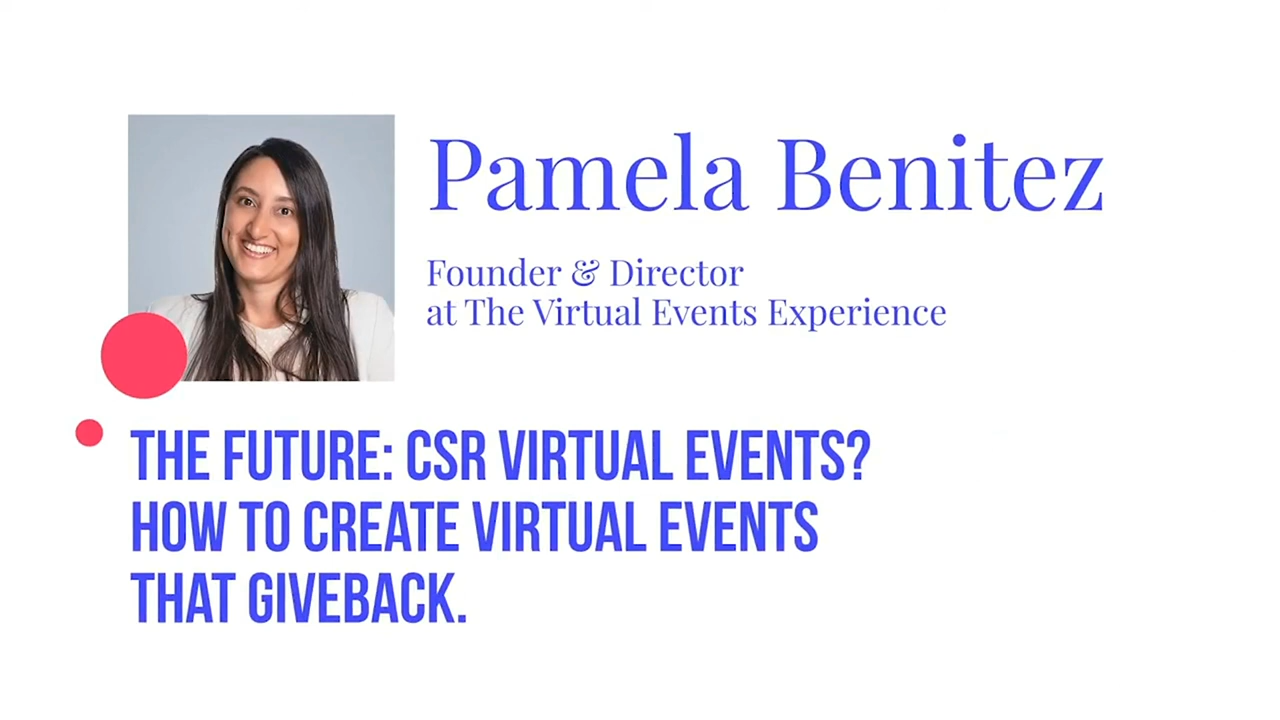 Pamela Benitez
Founder & Director
at The Virtual Events Experience
THE FUTURE: CSR VIRTUAL EVENTS?
HOW TO CREATE VIRTUAL EVENTS
THAT GIVEBACK.